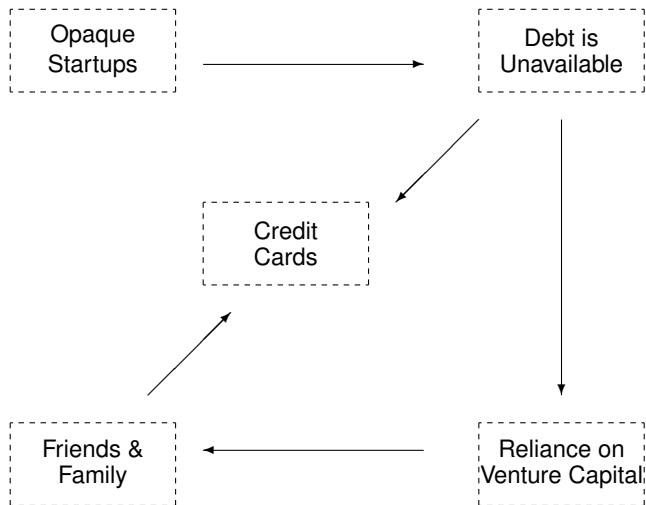 Opaque
Startups
Debt is
Unavailable
Credit
Cards
Friends &
Family
Reliance on
Venture Capital